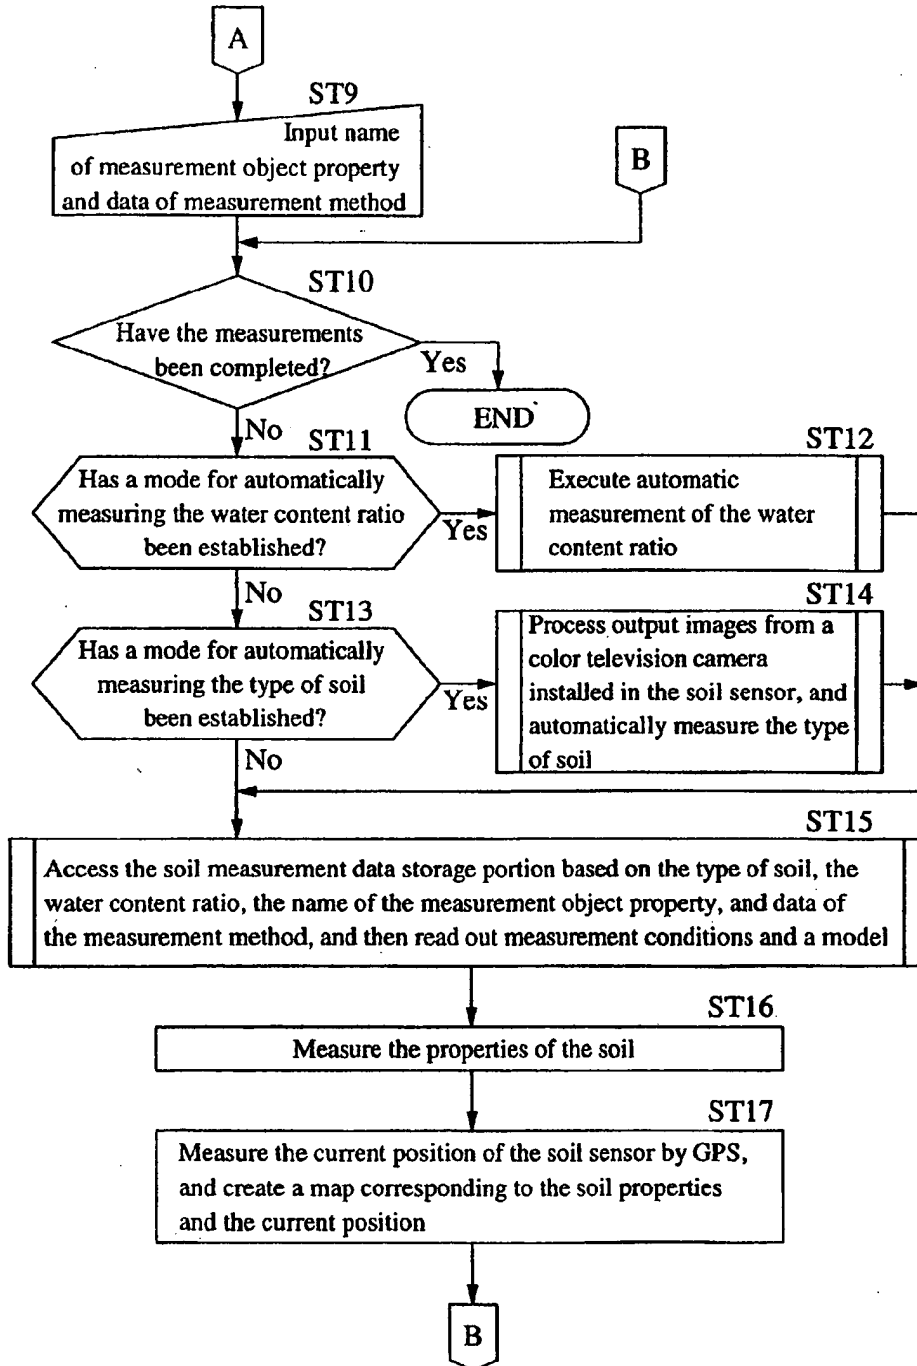 A
ST9
Input name
of measurement object property
and data of measurement method
B
ST10
Have the measurements
been completed?
Yes
END
No
ST11
Has a mode for automatically
measuring the water content ratio
been established?
Yes
ST12
Execute automatic
measurement of the water
content ratio
No
ST13
Has a mode for automatically
measuring the type of soil
been established?
Yes
ST14
Process output images from a
color television camera
installed in the soil sensor, and
automatically measure the type
of soil
No
ST15
Access the soil measurement data storage portion based on the type of soil, the
water content ratio, the name of the measurement object property, and data of
the measurement method, and then read out measurement conditions and a model
ST16
Measure the properties of the soil
ST17
Measure the current position of the soil sensor by GPS,
and create a map corresponding to the soil properties
and the current position
B